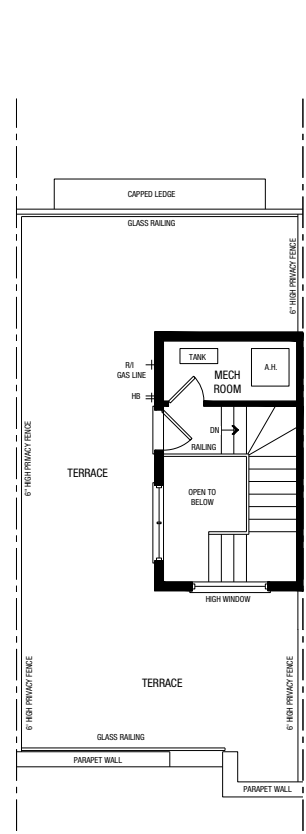 CAPPED LEDGE
GLASS RAILING
6' HIGH PRIVACY FENCE
TANK
A.H.
MECH
ROOM
R/I
GAS LINE
HB
DN
RAILING
6' HIGH PRIVACY FENCE
TERRACE
OPEN TO
BELOW
HIGH WINDOW
6' HIGH PRIVACY FENCE
6' HIGH PRIVACY FENCE
TERRACE
GLASS RAILING
PARAPET WALL
PARAPET WALL